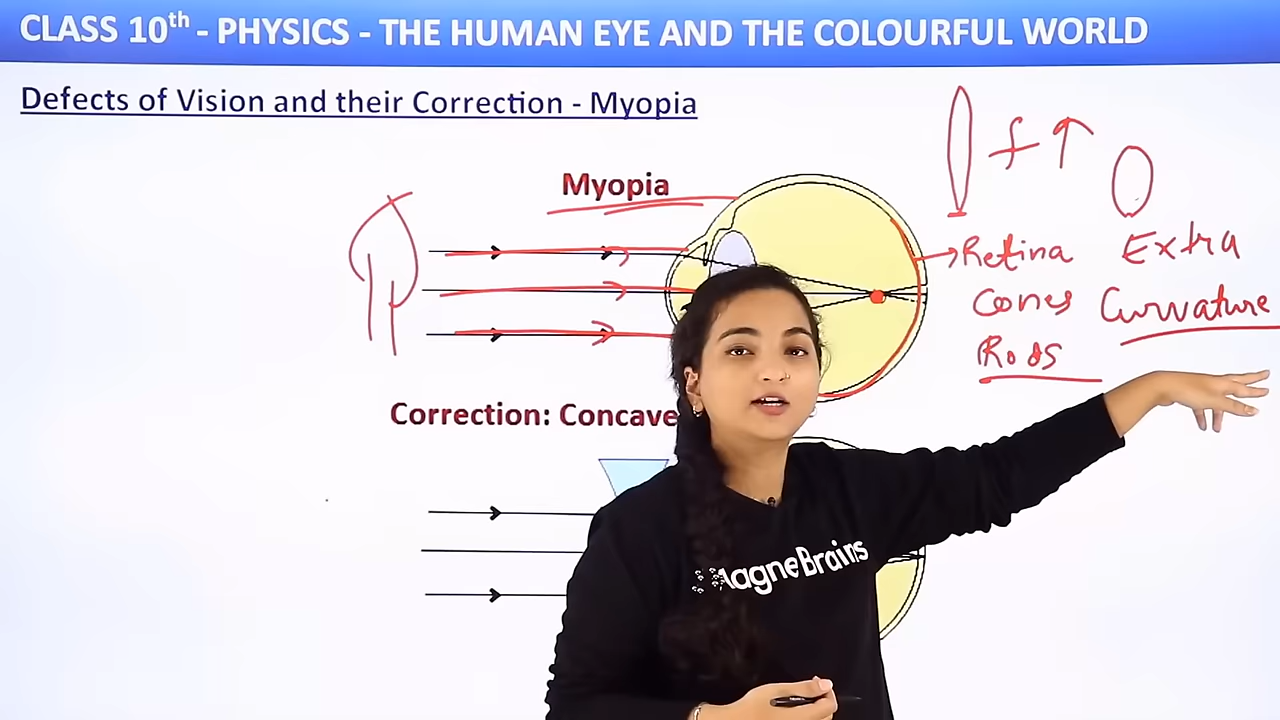 CLASS 10th - PHYSICS - THE HUMAN EYE AND THE COLOURFUL WORLD
Defects of Vision and their Correction - Myopia
f ↑
Myopia
→ Retina
Extra
Cones
Curvature
Rods
Correction: Concave
MagneBrains